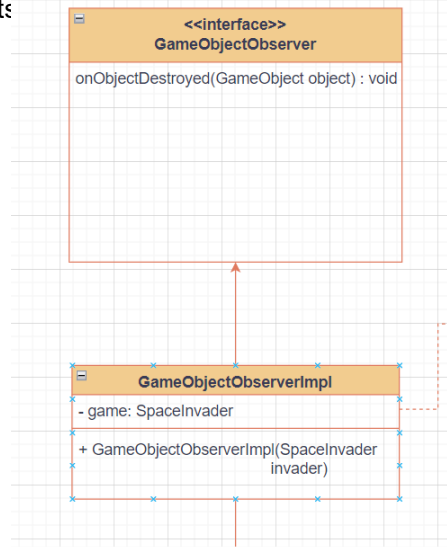 ts
<<interface>>
GameObjectObserver
onObjectDestroyed(GameObject object) : void
GameObjectObserverImpl
- game: SpaceInvader
+ GameObjectObserverImpl(SpaceInvader
invader)